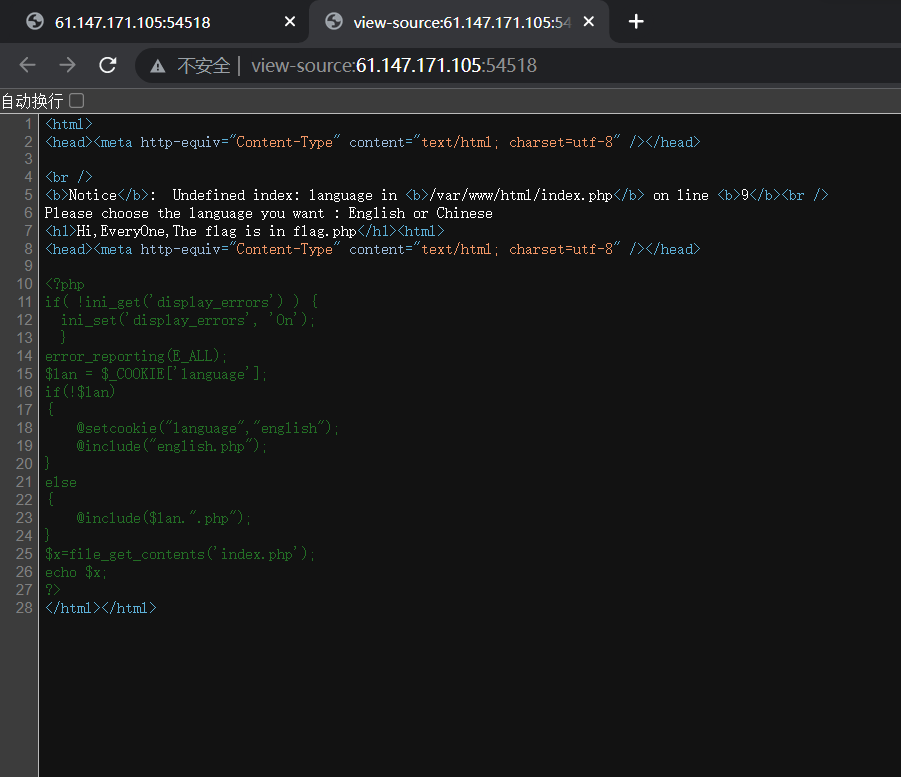 61.147.171.105:54518
view-source:61.147.171.105:54
不安全 | view-source:61.147.171.105:54518
自动换行
1 <html>
2 <head><meta http-equiv="Content-Type" content="text/html; charset=utf-8" /></head>
3
4 <br />
5 <b>Notice</b>:  Undefined index: language in <b>/var/www/html/index.php</b> on line <b>9</b><br />
6 Please choose the language you want : English or Chinese
7 <h1>Hi,EveryOne,The flag is in flag.php</h1><html>
8 <head><meta http-equiv="Content-Type" content="text/html; charset=utf-8" /></head>
9
10 <?php
11 if( !ini_get('display_errors') ) {
12   ini_set('display_errors', 'On');
13   }
14 error_reporting(E_ALL);
15 $lan = $_COOKIE['language'];
16 if(!$lan)
17 {
18     @setcookie("language","english");
19     @include("english.php");
20 }
21 else
22 {
23     @include($lan.".php");
24 }
25 $x=file_get_contents('index.php');
26 echo $x;
27 ?>
28 </html></html>